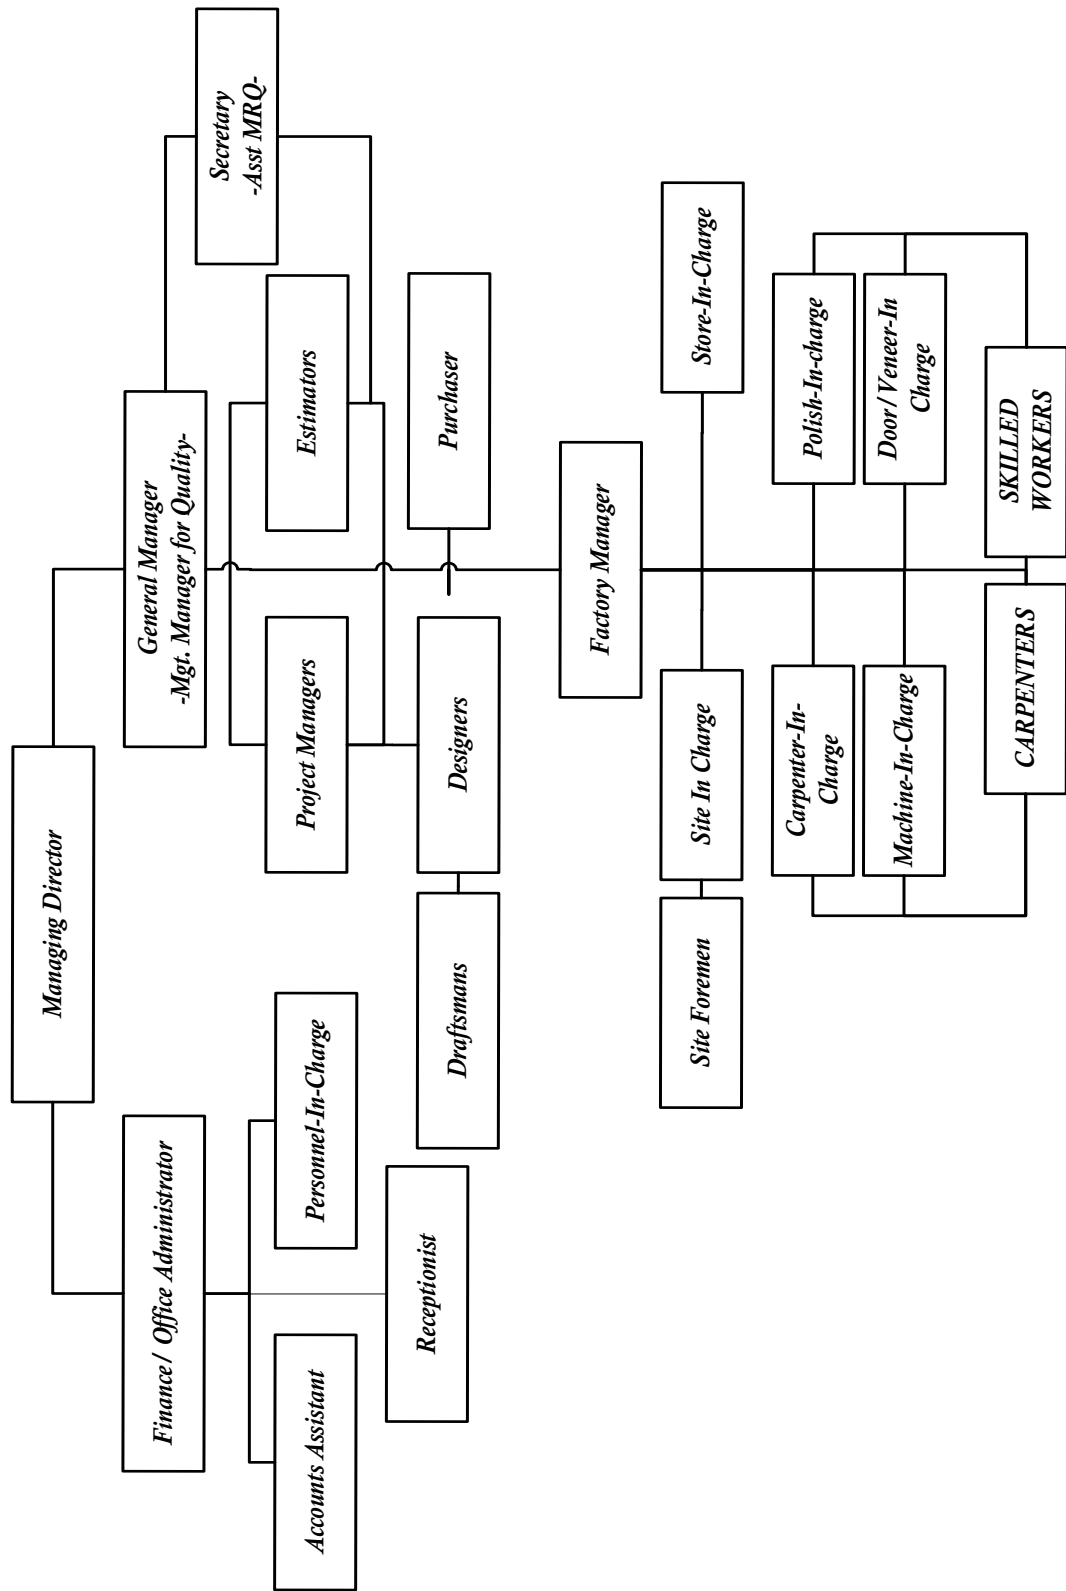 Managing Director
Finance/ Office Administrator
General Manager
-Mgt. Manager for Quality-
Secretary
-Asst MRQ-
Accounts Assistant
Personnel-In-Charge
Project Managers
Estimators
Receptionist
Draftsmans
Designers
Purchaser
Factory Manager
Site Foremen
Site In Charge
Store-In-Charge
Carpenter-In-
Charge
Polish-In-charge
Machine-In-Charge
Door/Veneer-In
Charge
CARPENTERS
SKILLED
WORKERS